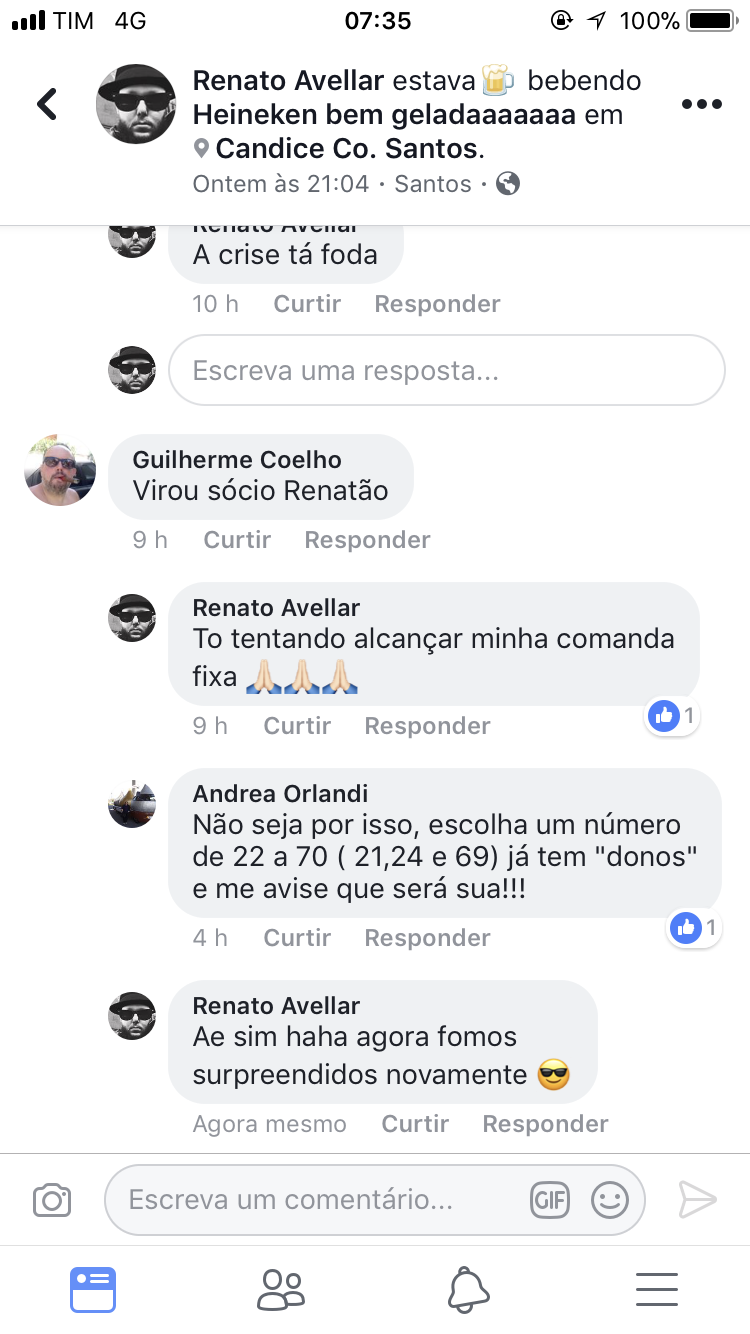 TIM 4G 07:35 100%
Renato Avellar estava 🍺 bebendo
Heineken bem geladaaaaaaa em
Candice Co. Santos.
Ontem às 21:04 · Santos ·
Renato Avellar
A crise tá foda
10 h Curtir Responder
Escreva uma resposta...
Guilherme Coelho
Virou sócio Renatão
9 h Curtir Responder
Renato Avellar
To tentando alcançar minha comanda
fixa 🙏🏻🙏🏻🙏🏻
1
9 h Curtir Responder
Andrea Orlandi
Não seja por isso, escolha um número
de 22 a 70 ( 21,24 e 69) já tem "donos"
e me avise que será sua!!!
1
4 h Curtir Responder
Renato Avellar
Ae sim haha agora fomos
surpreendidos novamente 😎
Agora mesmo Curtir Responder
Escreva um comentário... GIF